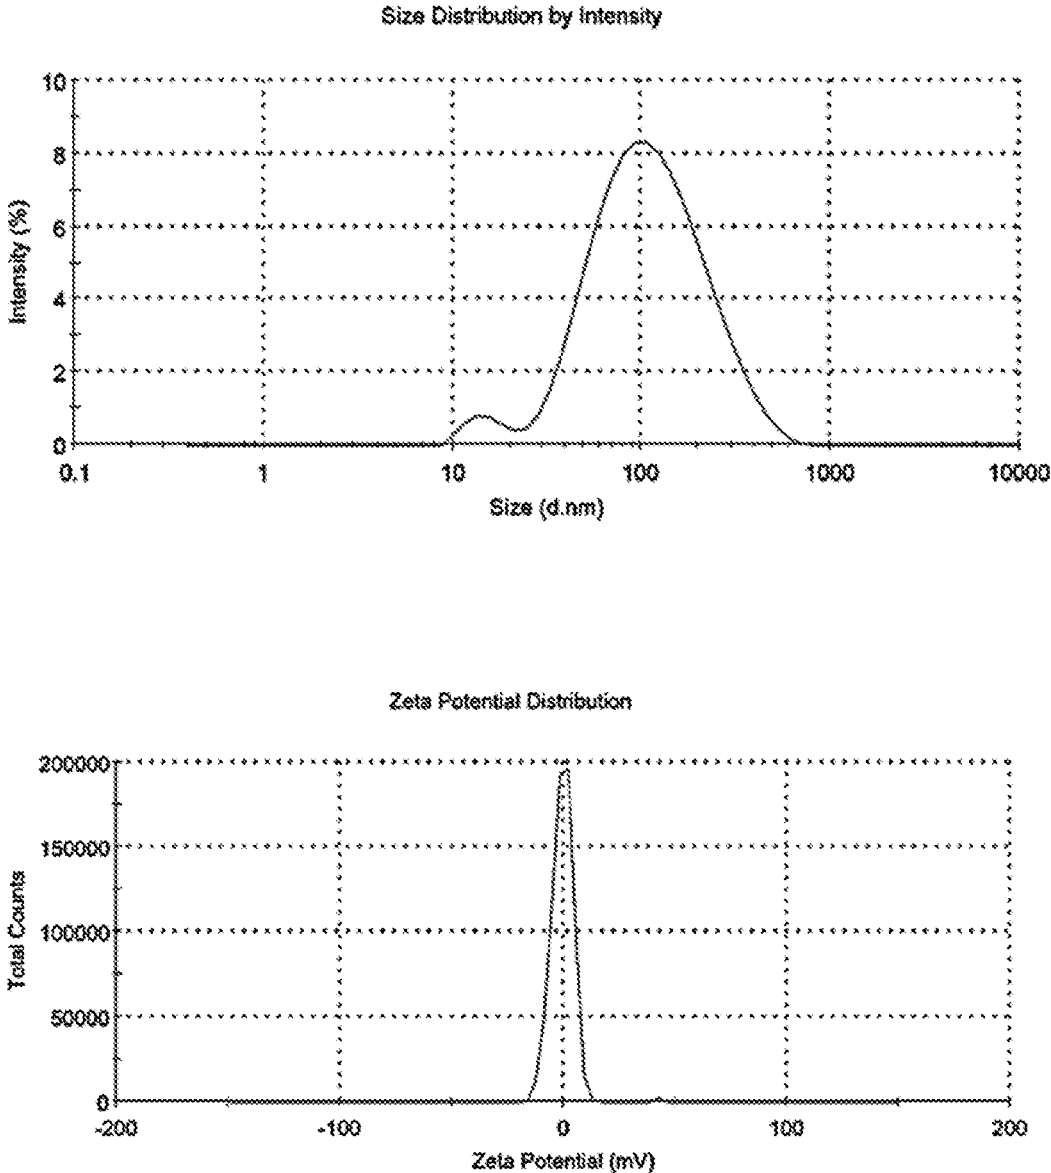 Size Distribution by Intensity
10
8
6
4
2
0
Intensity (%)
0.1 1 10 100 1000 10000
Size (d.nm)
Zeta Potential Distribution
200000
150000
100000
50000
0
Total Counts
-200 -100 0 100 200
Zeta Potential (mV)